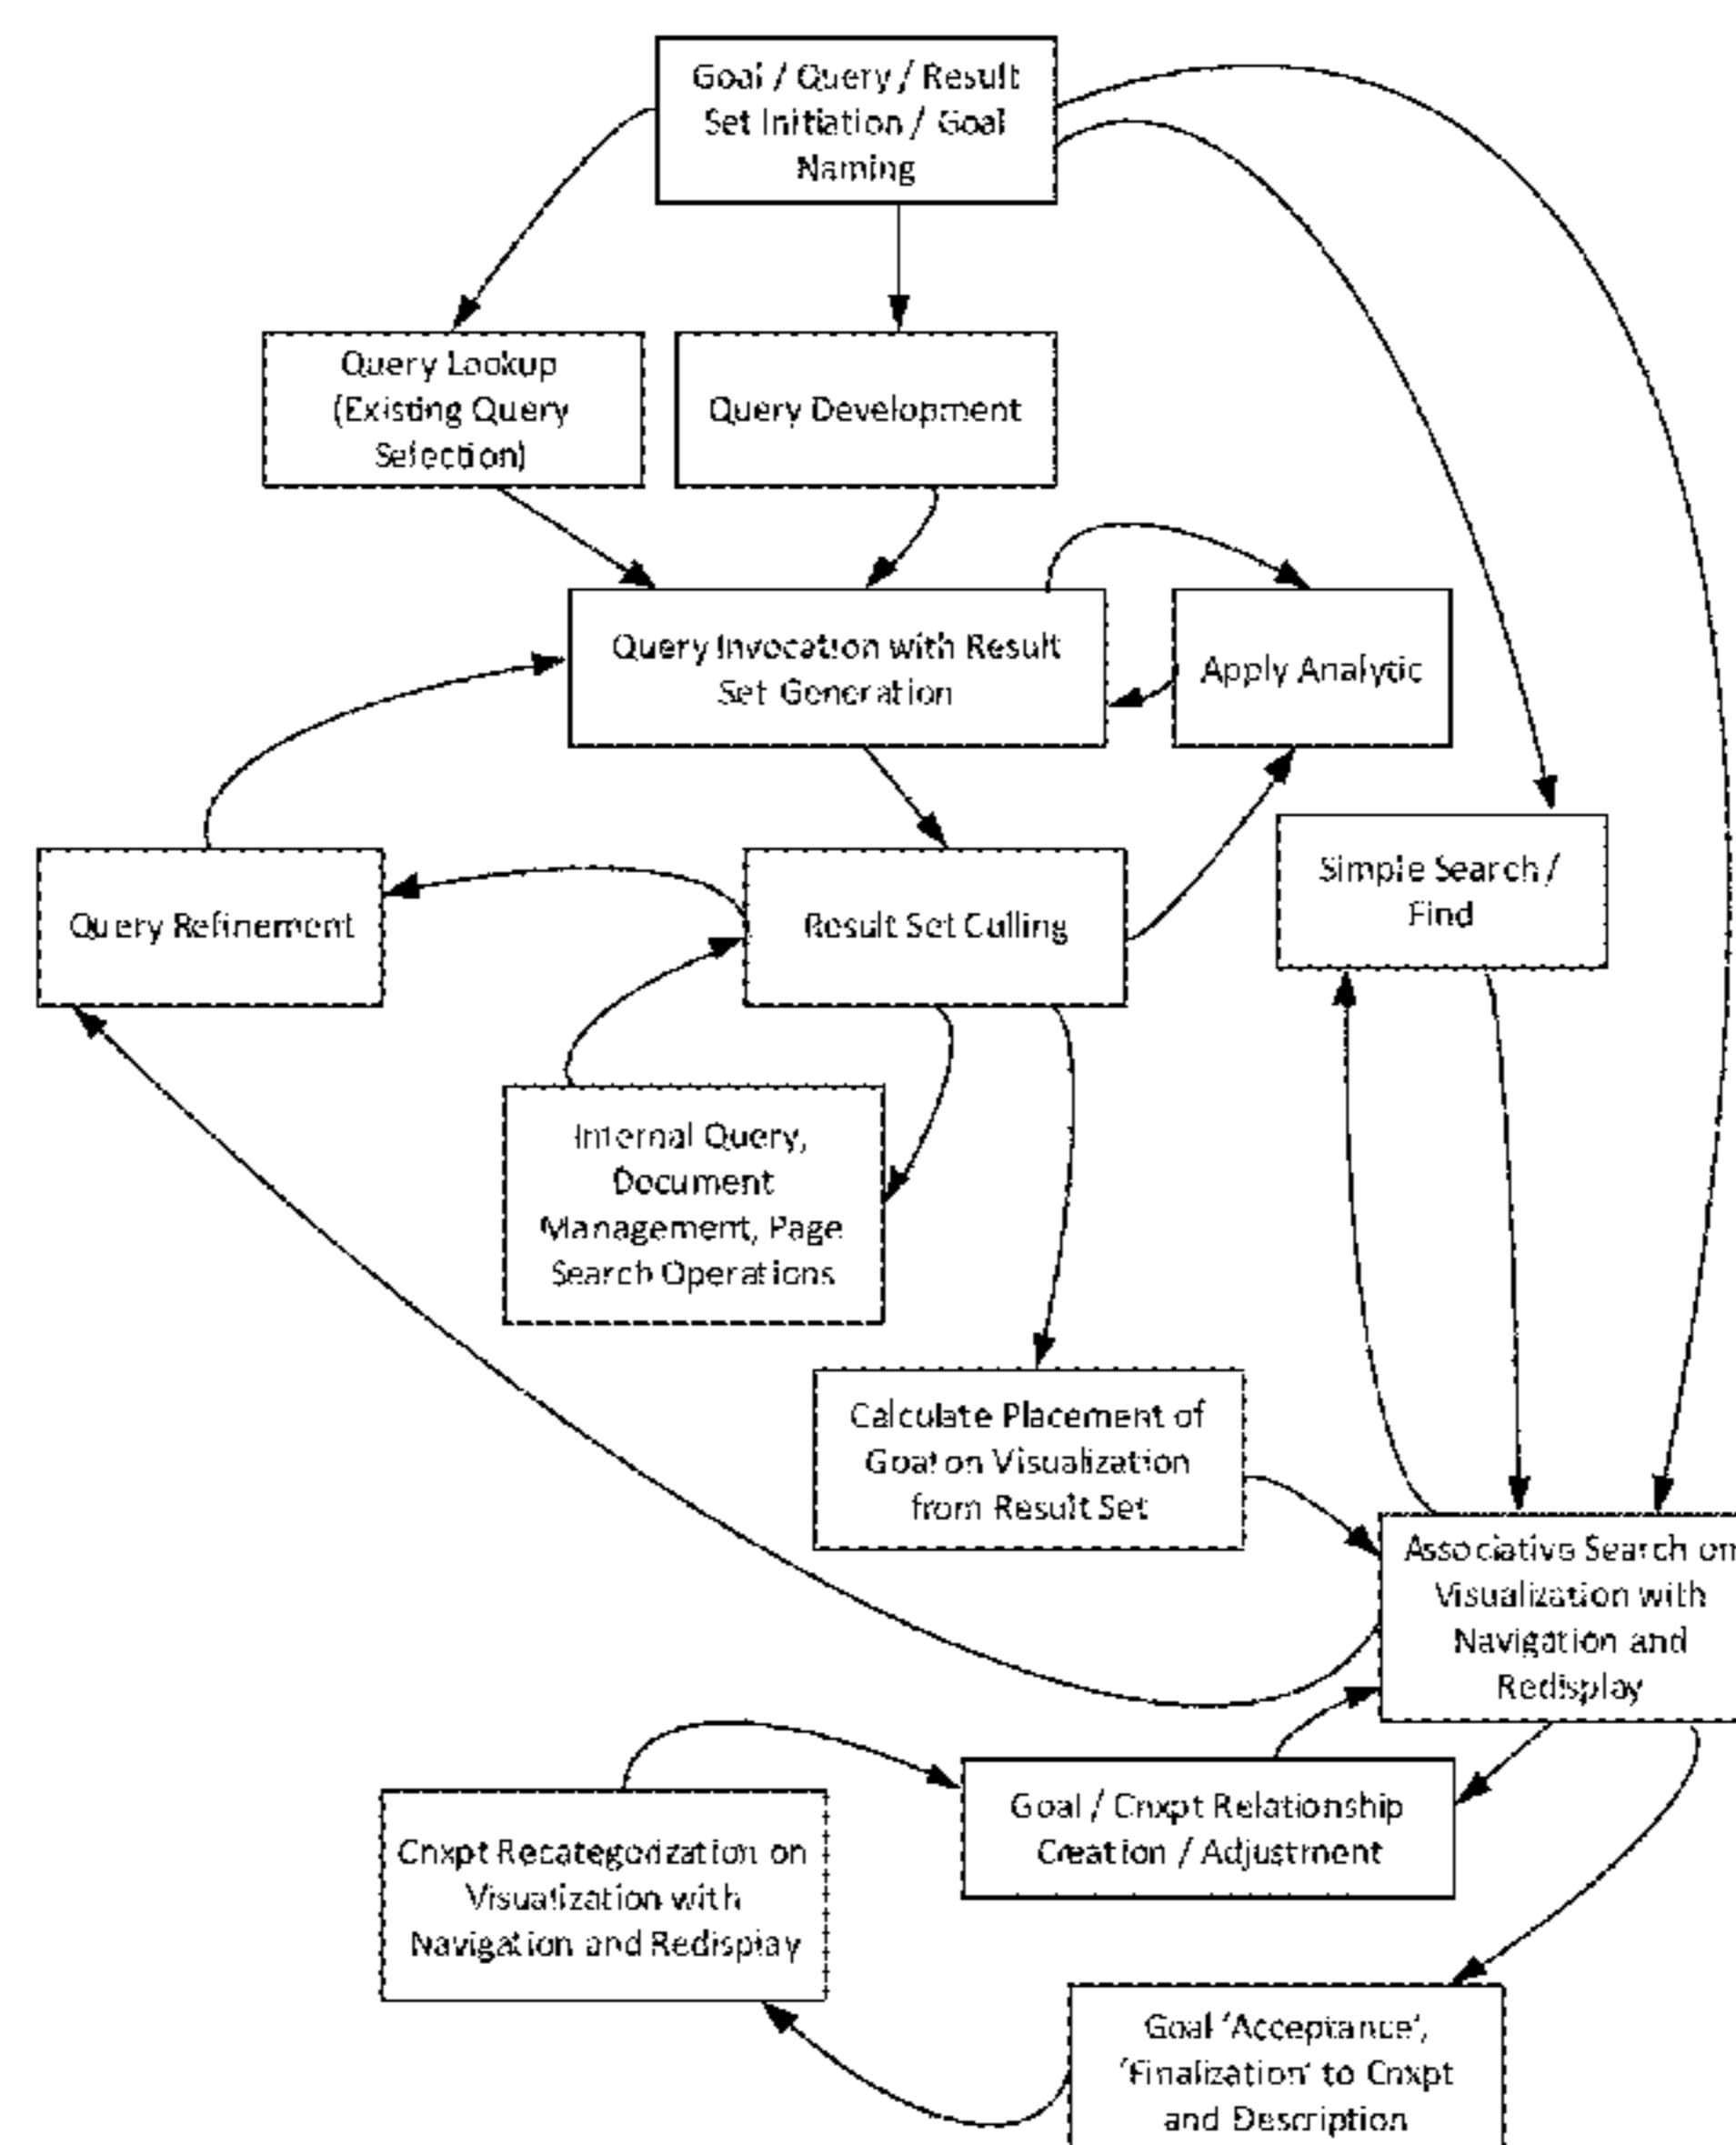 Goal / Query / Result
Set Initiation / Goal
Naming
Query Lookup
(Existing Query
Selection)
Query Development
Query Invocation with Result
Set Generation
Apply Analytic
Simple Search /
Find
Query Refinement
Result Set Culling
Internal Query,
Document
Management, Page
Search Operations
Calculate Placement of
Goal on Visualization
from Result Set
Associative Search on
Visualization with
Navigation and
Redisplay
Goal / Cnxpt Relationship
Creation / Adjustment
Cnxpt Recategorization on
Visualization with
Navigation and Redisplay
Goal ‘Acceptance’,
‘Finalization’ to Cnxpt
and Description